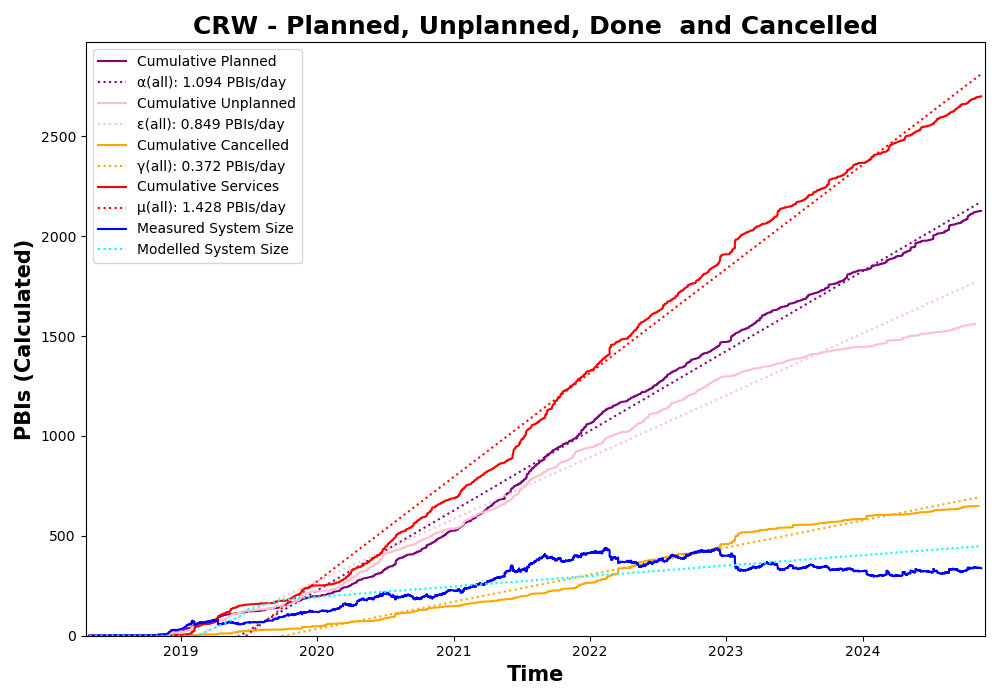 CRW - Planned, Unplanned, Done  and Cancelled
Cumulative Planned
α(all): 1.094 PBIs/day
Cumulative Unplanned
ε(all): 0.849 PBIs/day
Cumulative Cancelled
γ(all): 0.372 PBIs/day
Cumulative Services
μ(all): 1.428 PBIs/day
Measured System Size
Modelled System Size
PBIs (Calculated)
2500
2000
1500
1000
500
0
2019 2020 2021 2022 2023 2024
Time